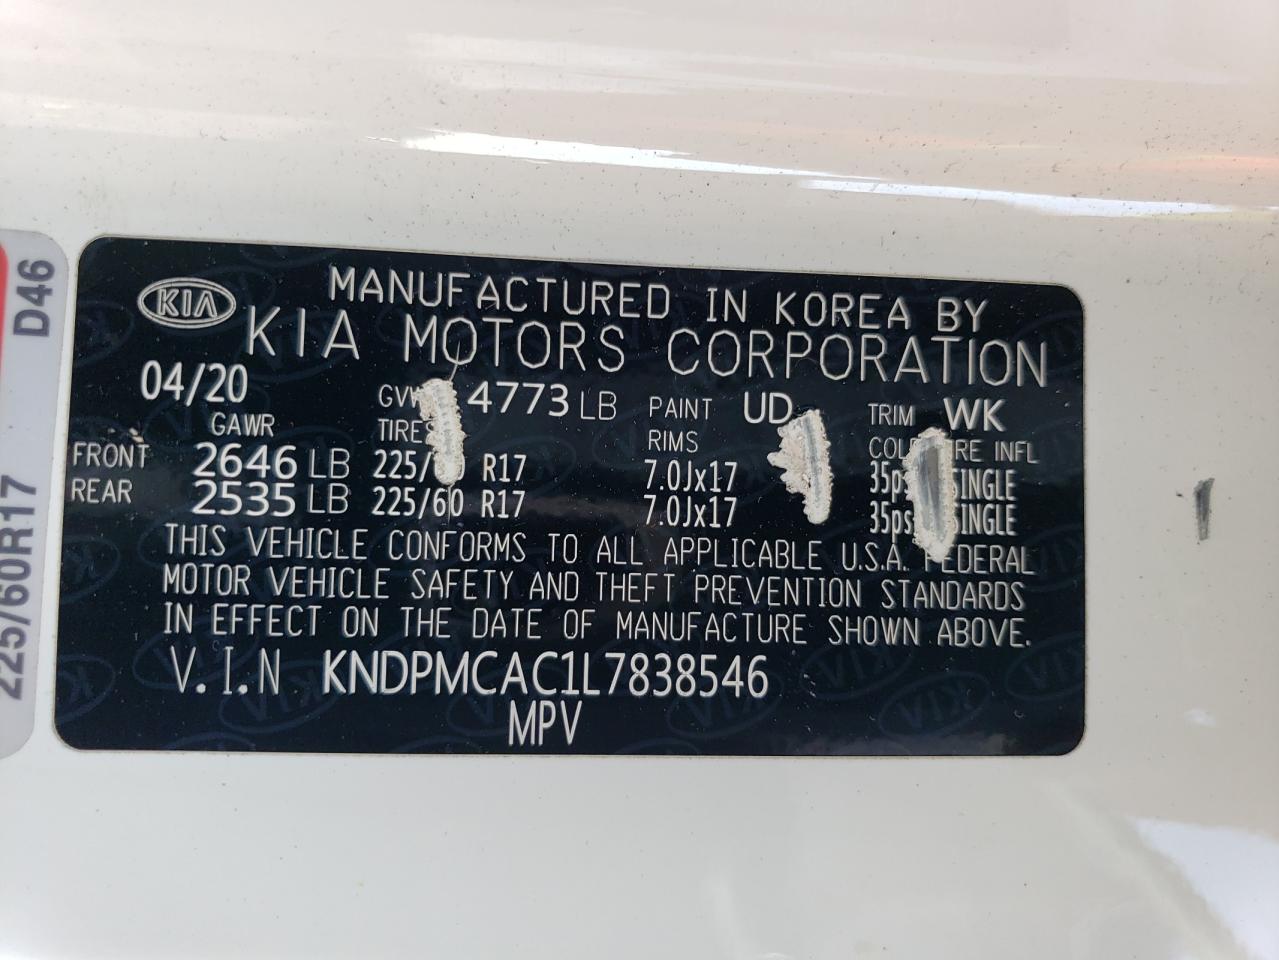 D46
225/60R17
KIA
MANUFACTURED IN KOREA BY
KIA MOTORS CORPORATION
04/20 4773 LB PAINT UD TRIM WK
GAWR TIRES RIMS INFL
FRONT 2646 LB R17 7.0Jx17 SINGLE
REAR 2535 LB 225/60 R17 7.0Jx17 SINGLE
THIS VEHICLE CONFORMS TO ALL APPLICABLE U.S.A. FEDERAL
MOTOR VEHICLE SAFETY AND THEFT PREVENTION STANDARDS
IN EFFECT ON THE DATE OF MANUFACTURE SHOWN ABOVE.
V.I.N KNDPMCAC1L7838546
MPV